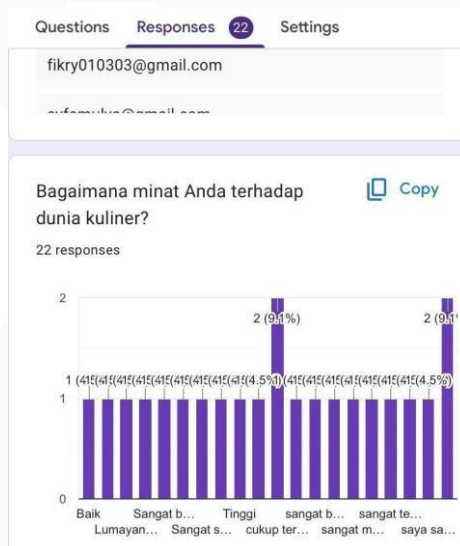 Questions Responses 22 Settings
fikry010303@gmail.com
Bagaimana minat Anda terhadap
dunia kuliner?
Copy
22 responses
2
2 (9.1%) 2 (9.1%
1 (4.5%)
1
0
Baik Sangat b... Tinggi sangat b... sangat te...
Lumayan... Sangat s... cukup ter... sangat m... saya sa...